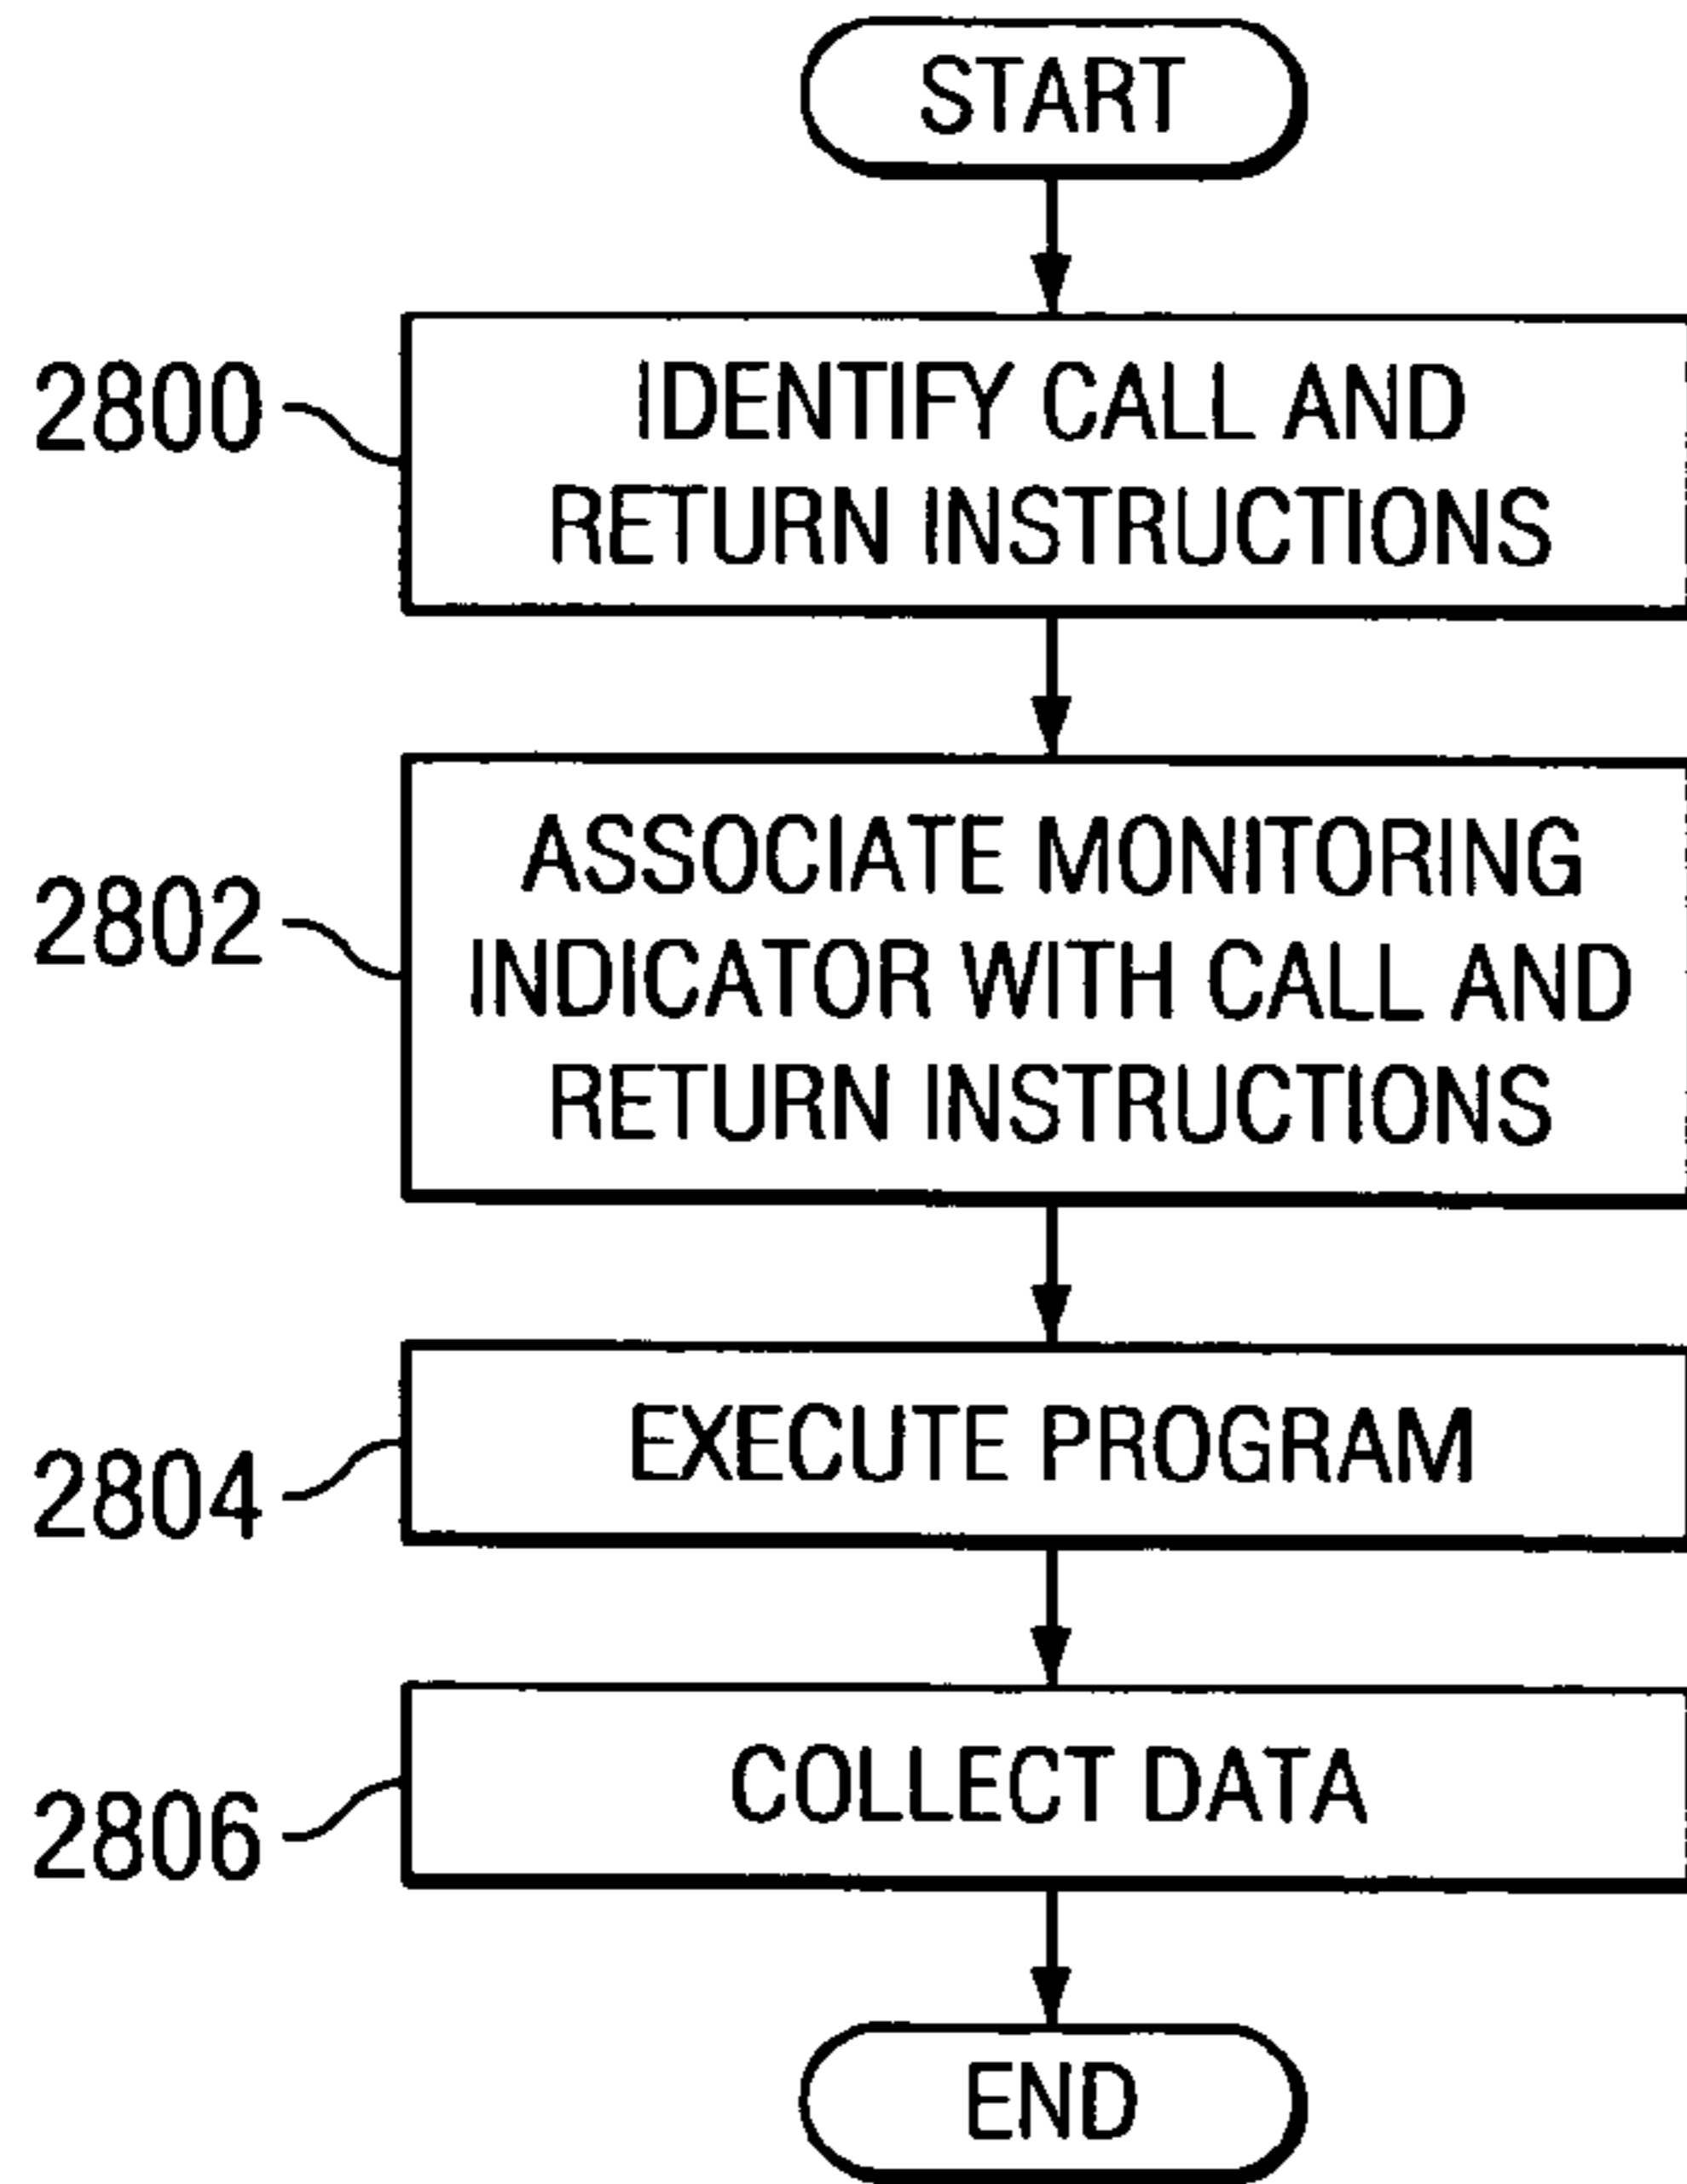 START
2800
IDENTIFY CALL AND
RETURN INSTRUCTIONS
2802
ASSOCIATE MONITORING
INDICATOR WITH CALL AND
RETURN INSTRUCTIONS
2804
EXECUTE PROGRAM
2806
COLLECT DATA
END